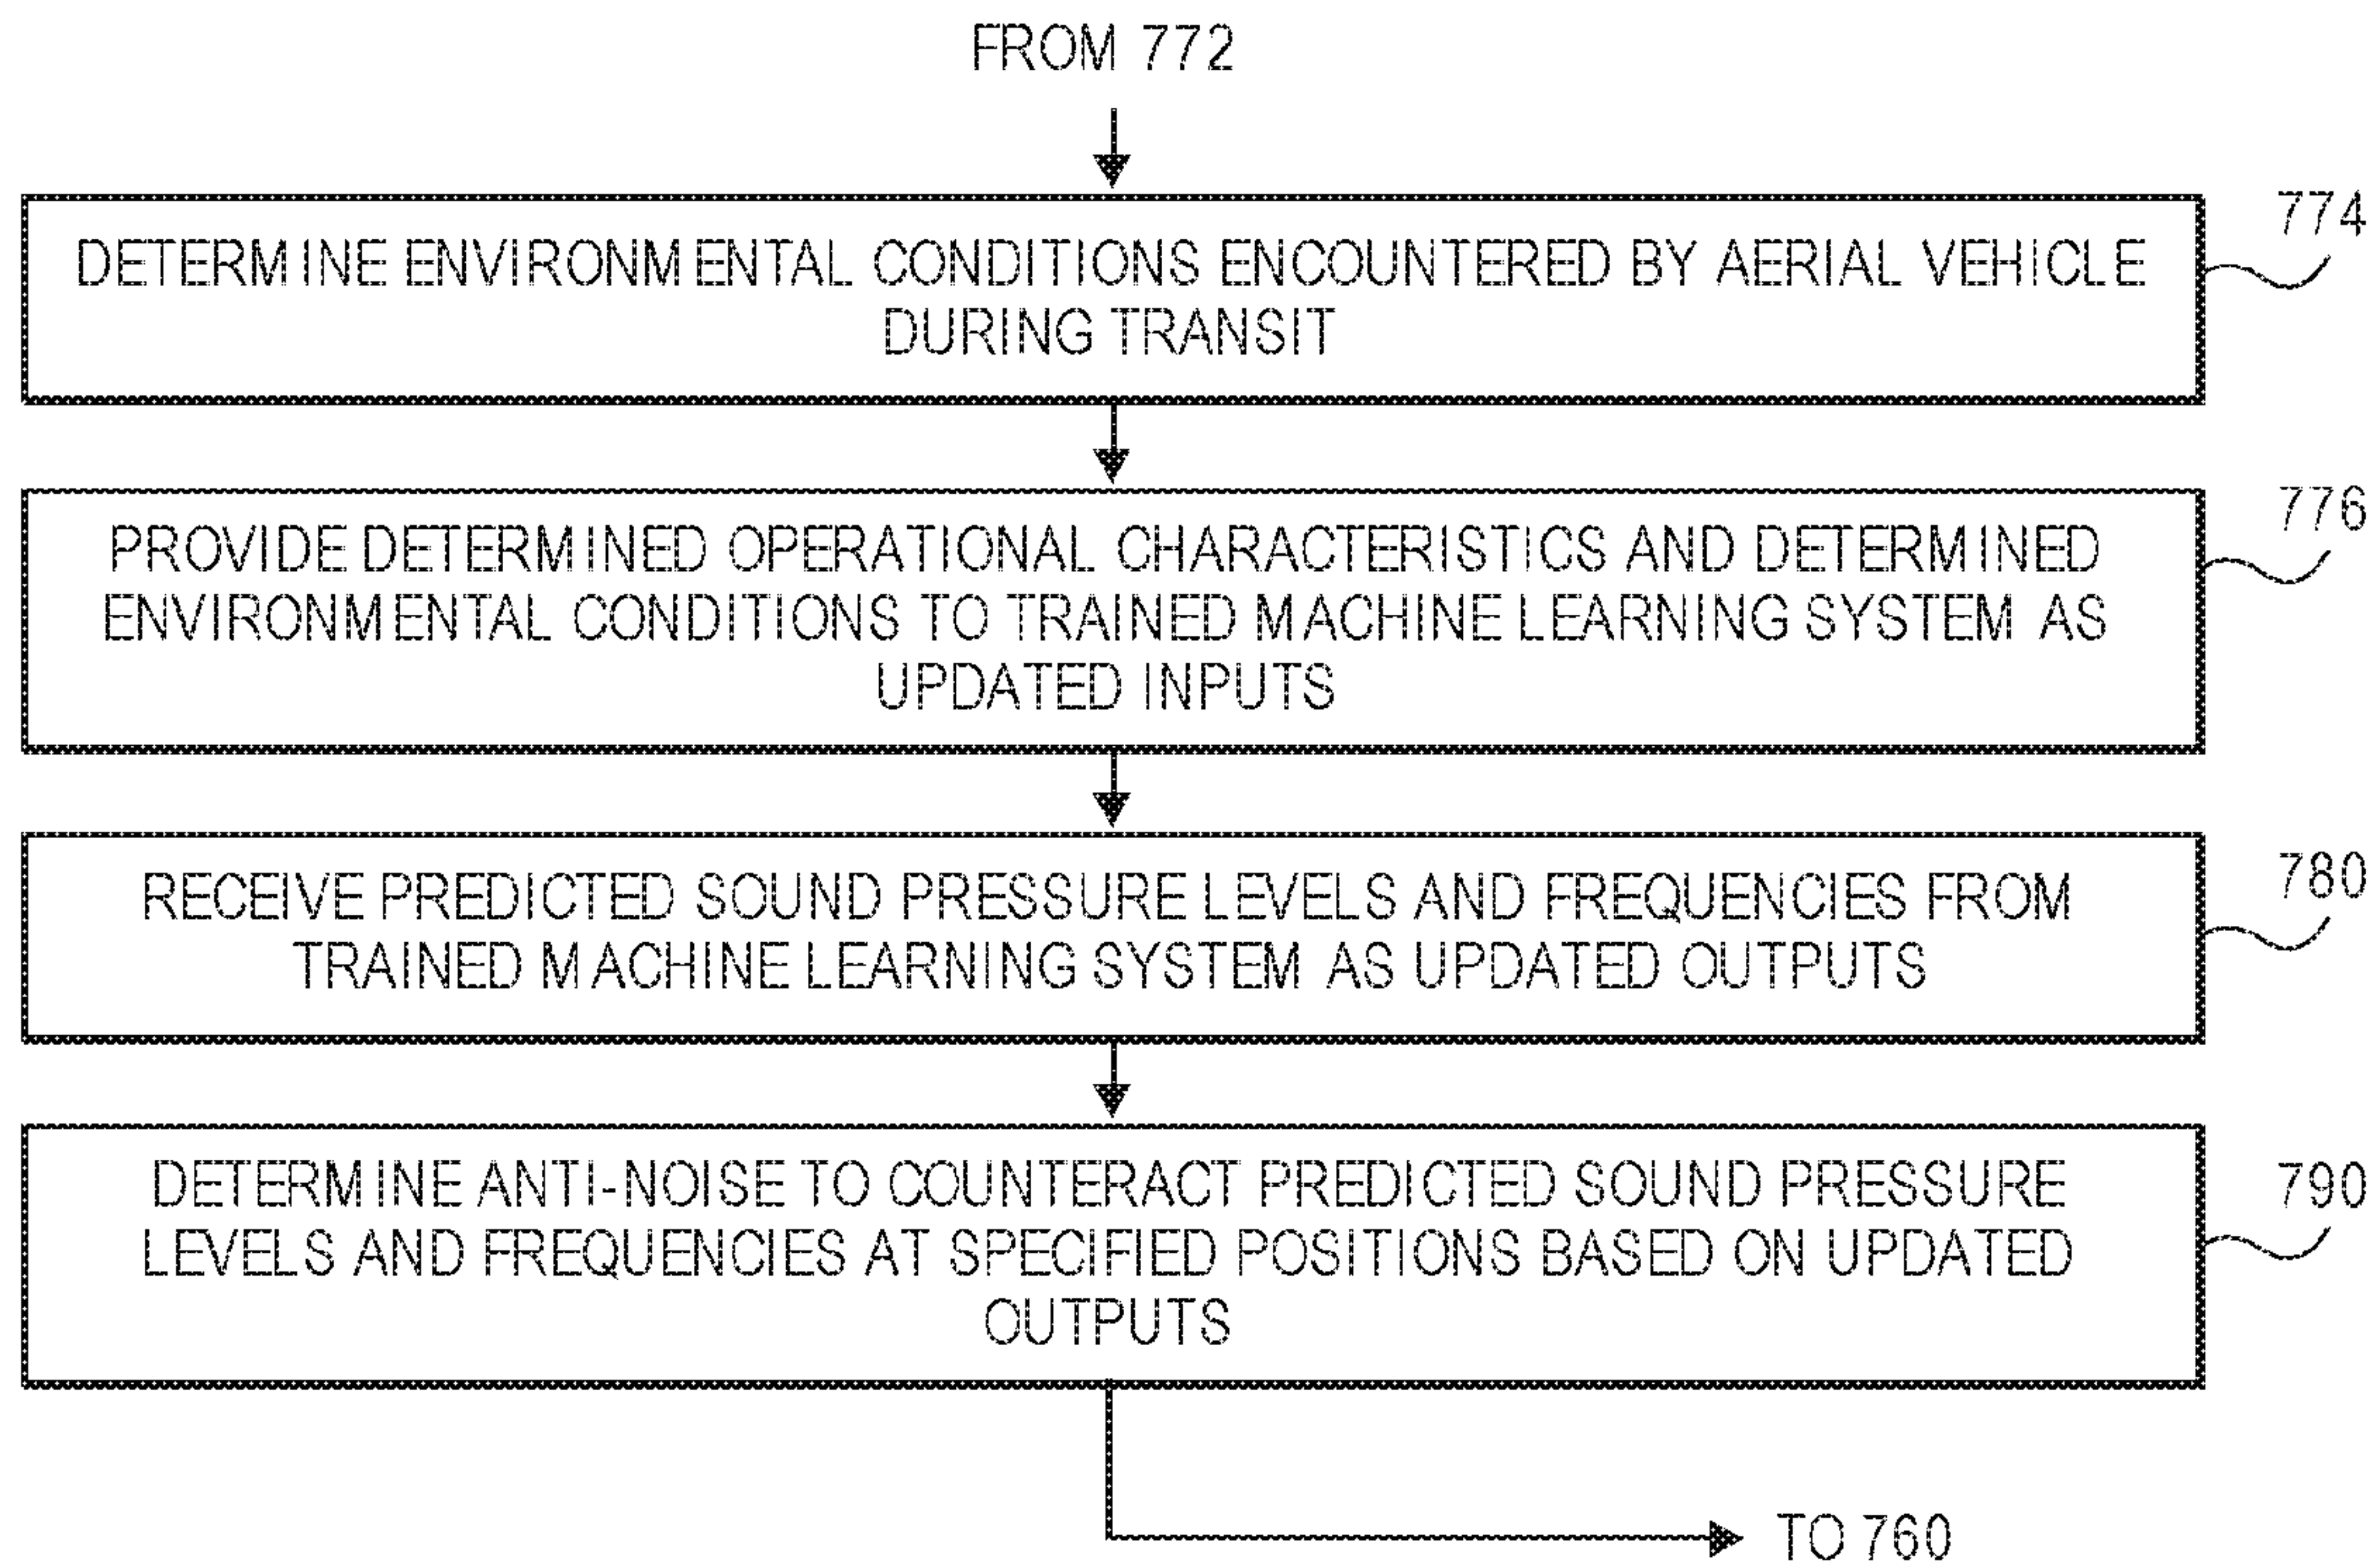 FROM 772
774
DETERMINE ENVIRONMENTAL CONDITIONS ENCOUNTERED BY AERIAL VEHICLE
DURING TRANSIT
776
PROVIDE DETERMINED OPERATIONAL CHARACTERISTICS AND DETERMINED
ENVIRONMENTAL CONDITIONS TO TRAINED MACHINE LEARNING SYSTEM AS
UPDATED INPUTS
780
RECEIVE PREDICTED SOUND PRESSURE LEVELS AND FREQUENCIES FROM
TRAINED MACHINE LEARNING SYSTEM AS UPDATED OUTPUTS
790
DETERMINE ANTI-NOISE TO COUNTERACT PREDICTED SOUND PRESSURE
LEVELS AND FREQUENCIES AT SPECIFIED POSITIONS BASED ON UPDATED
OUTPUTS
TO 760